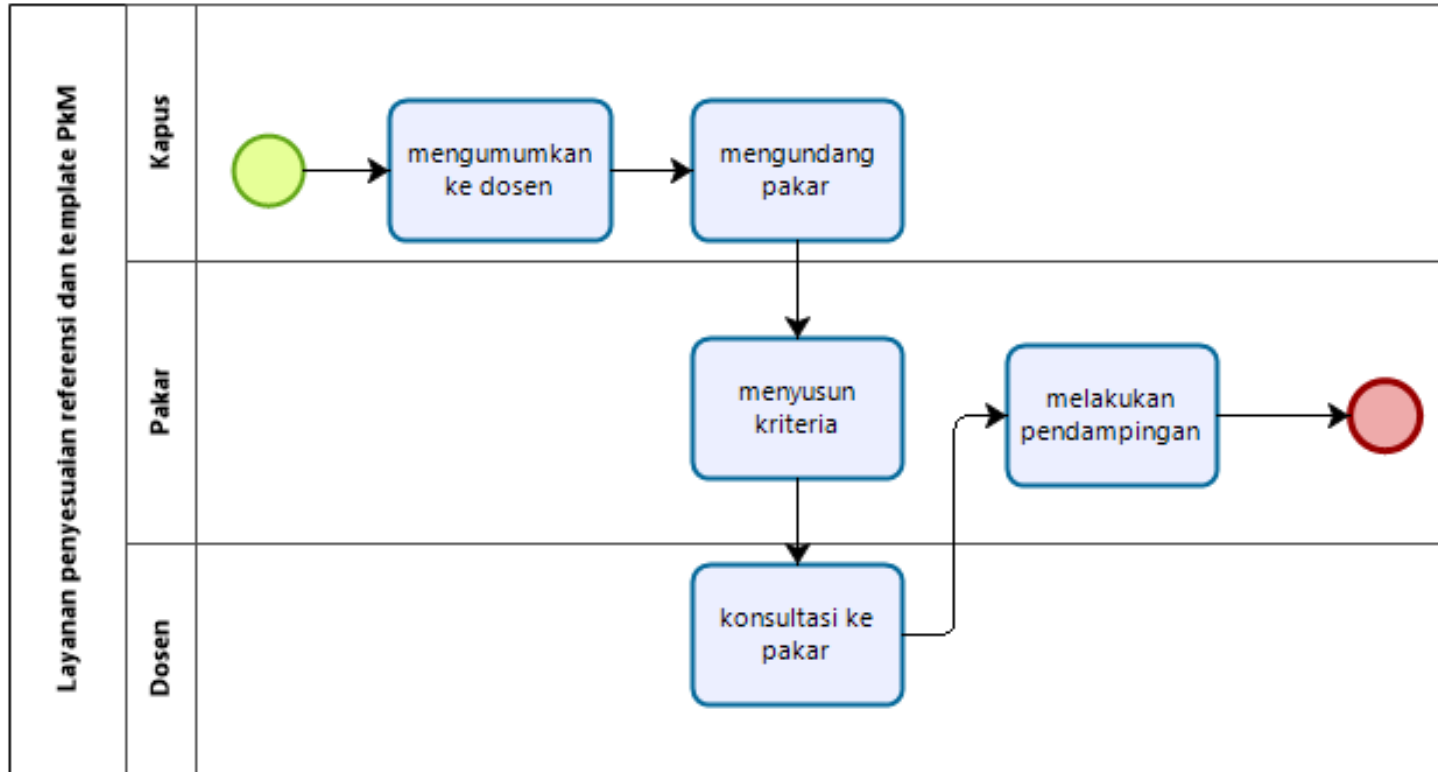 Layanan penyesuaian referensi dan template PkM
Kapus
mengumumkan
ke dosen
mengundang
pakar
Pakar
menyusun
kriteria
melakukan
pendampingan
Dosen
konsultasi ke
pakar